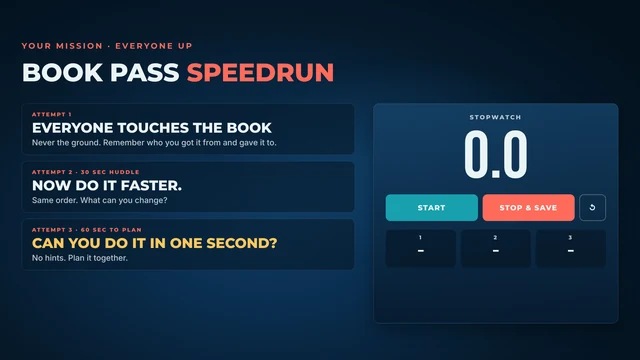 YOUR MISSION · EVERYONE UP
BOOK PASS SPEEDRUN
ATTEMPT 1
EVERYONE TOUCHES THE BOOK
Never the ground. Remember who you got it from and gave it to.
ATTEMPT 2 · 30 SEC HUDDLE
NOW DO IT FASTER.
Same order. What can you change?
ATTEMPT 3 · 60 SEC TO PLAN
CAN YOU DO IT IN ONE SECOND?
No hints. Plan it together.
STOPWATCH
0.0
START
STOP & SAVE
1
2
3
–
–
–